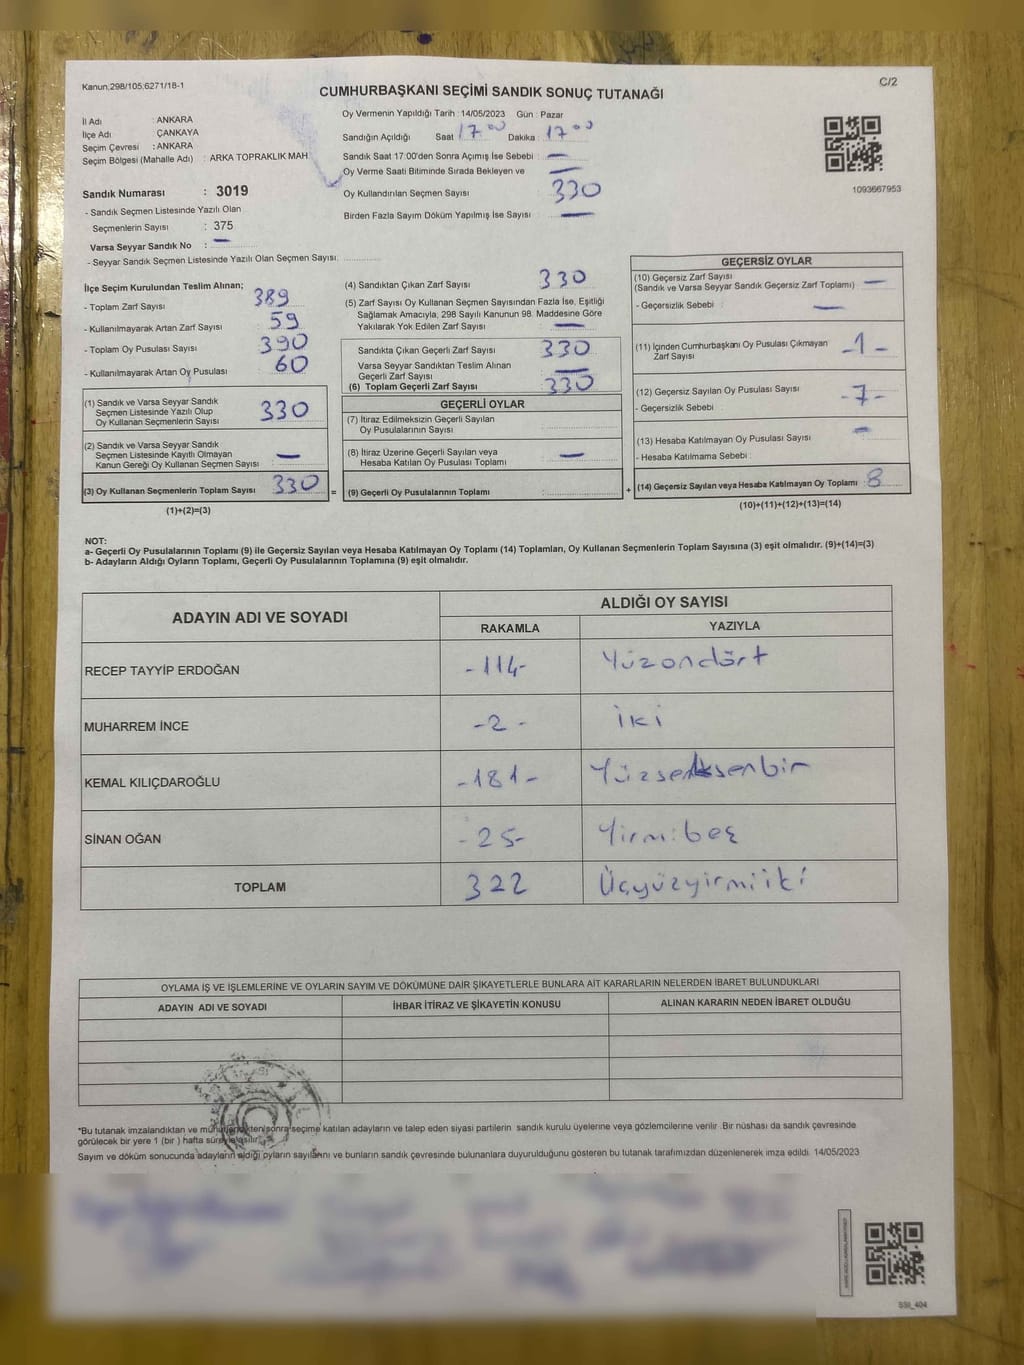 Kanun;298/105;6271/18-1
C/2
CUMHURBAŞKANI SEÇİMİ SANDIK SONUÇ TUTANAĞI
İl Adı : ANKARA
İlçe Adı : ÇANKAYA
Seçim Çevresi : ANKARA
Seçim Bölgesi (Mahalle Adı) : ARKA TOPRAKLIK MAH.
Sandık Numarası : 3019
- Sandık Seçmen Listesinde Yazılı Olan
Seçmenlerin Sayısı : 375
Varsa Seyyar Sandık No : —
- Seyyar Sandık Seçmen Listesinde Yazılı Olan Seçmen Sayısı:
Oy Vermenin Yapıldığı Tarih : 14/05/2023 Gün : Pazar
Sandığın Açıldığı Saat 17 00 Dakika : 17 00
Sandık Saat 17:00'den Sonra Açımış İse Sebebi : —
Oy Verme Saati Bitiminde Sırada Bekleyen ve —
Oy Kullandırılan Seçmen Sayısı 330
Birden Fazla Sayım Döküm Yapılmış İse Sayısı : —
1093667953
İlçe Seçim Kurulundan Teslim Alınan;
- Toplam Zarf Sayısı : 389
- Kullanılmayarak Artan Zarf Sayısı : 59
- Toplam Oy Pusulası Sayısı : 390
- Kullanılmayarak Artan Oy Pusulası : 60
(1) Sandık ve Varsa Seyyar Sandık
Seçmen Listesinde Yazılı Olup
Oy Kullanan Seçmenlerin Sayısı : 330
(2) Sandık ve Varsa Seyyar Sandık
Seçmen Listesinde Kayıtlı Olmayan
Kanun Gereği Oy Kullanan Seçmen Sayısı : —
(3) Oy Kullanan Seçmenlerin Toplam Sayısı : 330
(1)+(2)=(3)
=
(4) Sandıktan Çıkan Zarf Sayısı : 330
(5) Zarf Sayısı Oy Kullanan Seçmen Sayısından Fazla İse, Eşitliği
Sağlamak Amacıyla, 298 Sayılı Kanunun 98. Maddesine Göre
Yakılarak Yok Edilen Zarf Sayısı : —
Sandıkta Çıkan Geçerli Zarf Sayısı : 330
Varsa Seyyar Sandıktan Teslim Alınan
Geçerli Zarf Sayısı : —
(6) Toplam Geçerli Zarf Sayısı : 330
GEÇERLİ OYLAR
(7) İtiraz Edilmeksizin Geçerli Sayılan
Oy Pusulalarının Sayısı :
(8) İtiraz Üzerine Geçerli Sayılan veya
Hesaba Katılan Oy Pusulası Toplamı : —
(9) Geçerli Oy Pusulalarının Toplamı :
+
GEÇERSİZ OYLAR
(10) Geçersiz Zarf Sayısı
(Sandık ve Varsa Seyyar Sandık Geçersiz Zarf Toplamı) : —
- Geçersizlik Sebebi : —
(11) İçinden Cumhurbaşkanı Oy Pusulası Çıkmayan
Zarf Sayısı : -1-
(12) Geçersiz Sayılan Oy Pusulası Sayısı : -7-
- Geçersizlik Sebebi :
(13) Hesaba Katılmayan Oy Pusulası Sayısı : —
- Hesaba Katılmama Sebebi :
(14) Geçersiz Sayılan veya Hesaba Katılmayan Oy Toplamı : 8
(10)+(11)+(12)+(13)=(14)
NOT:
a- Geçerli Oy Pusulalarının Toplamı (9) ile Geçersiz Sayılan veya Hesaba Katılmayan Oy Toplamı (14) Toplamları, Oy Kullanan Seçmenlerin Toplam Sayısına (3) eşit olmalıdır. (9)+(14)=(3)
b- Adayların Aldığı Oyların Toplamı, Geçerli Oy Pusulalarının Toplamına (9) eşit olmalıdır.
ADAYIN ADI VE SOYADI ALDIĞI OY SAYISI
RAKAMLA YAZIYLA
RECEP TAYYİP ERDOĞAN -114- Yüzondört
MUHARREM İNCE -2- iki
KEMAL KILIÇDAROĞLU -181- Yüzseksenbir
SİNAN OĞAN -25- Yirmibeş
TOPLAM 322 Üçyüzyirmiiki
OYLAMA İŞ VE İŞLEMLERİNE VE OYLARIN SAYIM VE DÖKÜMÜNE DAİR ŞİKAYETLERLE BUNLARA AİT KARARLARIN NELERDEN İBARET BULUNDUKLARI
ADAYIN ADI VE SOYADI İHBAR İTİRAZ VE ŞİKAYETİN KONUSU ALINAN KARARIN NEDEN İBARET OLDUĞU
*Bu tutanak imzalandıktan ve mühürlendikten sonra seçime katılan adayların ve talep eden siyasi partilerin sandık kurulu üyelerine veya gözlemcilerine verilir. Bir nüshası da sandık çevresinde
görülecek bir yere 1 (bir ) hafta süreyle asılır.
Sayım ve döküm sonucunda adayların aldığı oyların sayılarını ve bunların sandık çevresinde bulunanlara duyurulduğunu gösteren bu tutanak tarafımızdan düzenlenerek imza edildi. 14/05/2023
SSI_404